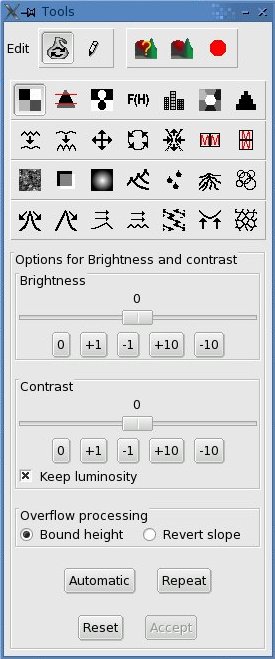 Tools
Edit
F(H)
Options for Brightness and contrast
Brightness
0
0 +1 -1 +10 -10
Contrast
0
0 +1 -1 +10 -10
Keep luminosity
Overflow processing
Bound height Revert slope
Automatic Repeat
Reset Accept